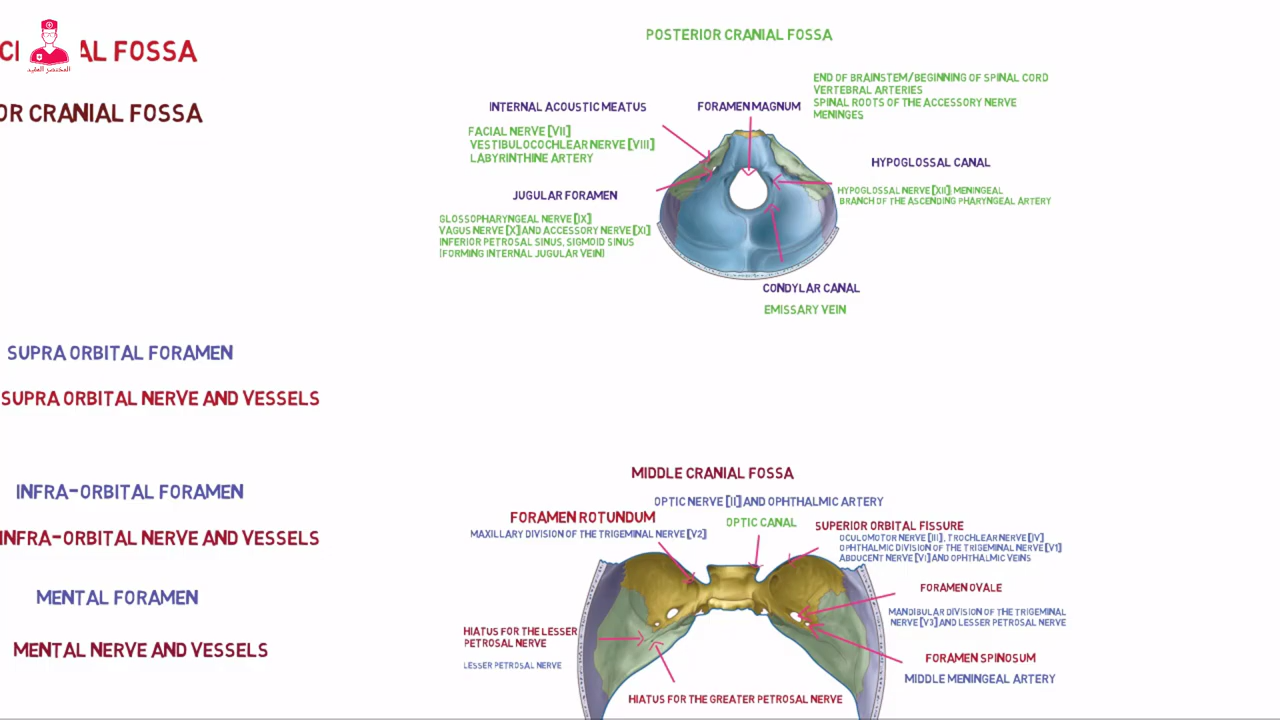 CI
AL FOSSA
المختصر المفيد
OR CRANIAL FOSSA
SUPRA ORBITAL FORAMEN
SUPRA ORBITAL NERVE AND VESSELS
INFRA-ORBITAL FORAMEN
INFRA-ORBITAL NERVE AND VESSELS
MENTAL FORAMEN
MENTAL NERVE AND VESSELS
POSTERIOR CRANIAL FOSSA
INTERNAL ACOUSTIC MEATUS
FACIAL NERVE [VII]
VESTIBULOCOCHLEAR NERVE [VIII]
LABYRINTHINE ARTERY
FORAMEN MAGNUM
END OF BRAINSTEM/BEGINNING OF SPINAL CORD
VERTEBRAL ARTERIES
SPINAL ROOTS OF THE ACCESSORY NERVE
MENINGES
JUGULAR FORAMEN
GLOSSOPHARYNGEAL NERVE [IX]
VAGUS NERVE [X] AND ACCESSORY NERVE [XI]
INFERIOR PETROSAL SINUS, SIGMOID SINUS
(FORMING INTERNAL JUGULAR VEIN)
HYPOGLOSSAL CANAL
HYPOGLOSSAL NERVE [XII] MENINGEAL
BRANCH OF THE ASCENDING PHARYNGEAL ARTERY
CONDYLAR CANAL
EMISSARY VEIN
MIDDLE CRANIAL FOSSA
OPTIC NERVE [II] AND OPHTHALMIC ARTERY
OPTIC CANAL
FORAMEN ROTUNDUM
MAXILLARY DIVISION OF THE TRIGEMINAL NERVE [V2]
SUPERIOR ORBITAL FISSURE
OCULOMOTOR NERVE [III], TROCHLEAR NERVE [IV]
OPHTHALMIC DIVISION OF THE TRIGEMINAL NERVE [V1]
ABDUCENT NERVE [VI] AND OPHTHALMIC VEINS
FORAMEN OVALE
MANDIBULAR DIVISION OF THE TRIGEMINAL
NERVE [V3] AND LESSER PETROSAL NERVE
HIATUS FOR THE LESSER
PETROSAL NERVE
LESSER PETROSAL NERVE
FORAMEN SPINOSUM
MIDDLE MENINGEAL ARTERY
HIATUS FOR THE GREATER PETROSAL NERVE